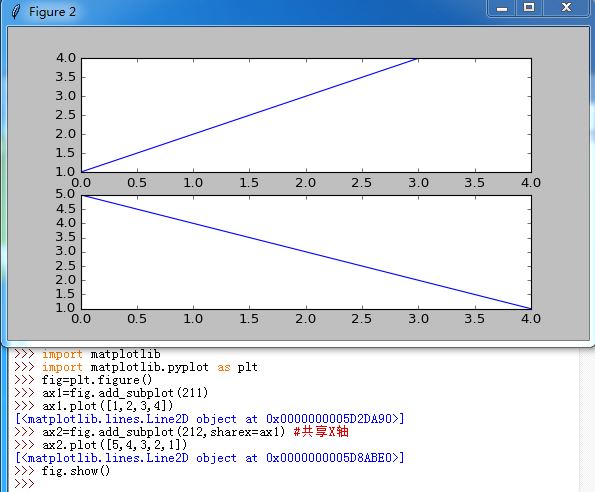 Figure 2
4.0
3.5
3.0
2.5
2.0
1.5
1.0
0.0 0.5 1.0 1.5 2.0 2.5 3.0 3.5 4.0
5.0
4.5
4.0
3.5
3.0
2.5
2.0
1.5
1.0
0.0 0.5 1.0 1.5 2.0 2.5 3.0 3.5 4.0
>>> import matplotlib
>>> import matplotlib.pyplot as plt
>>> fig=plt.figure()
>>> ax1=fig.add_subplot(211)
>>> ax1.plot([1,2,3,4])
[<matplotlib.lines.Line2D object at 0x0000000005D2DA90>]
>>> ax2=fig.add_subplot(212,sharex=ax1) #共享X轴
>>> ax2.plot([5,4,3,2,1])
[<matplotlib.lines.Line2D object at 0x0000000005D8ABE0>]
>>> fig.show()
>>>